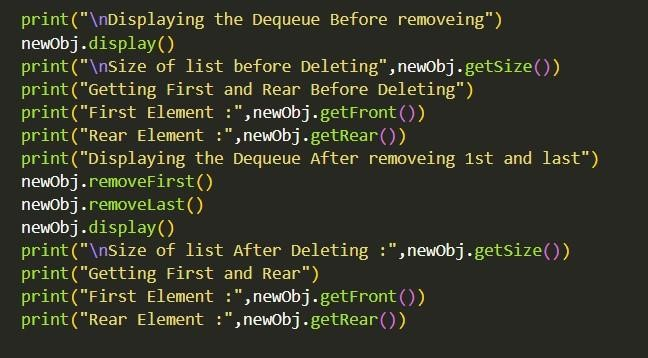 print("\nDisplaying the Dequeue Before removeing")
newObj.display()
print("\nSize of list before Deleting",newObj.getSize())
print("Getting First and Rear Before Deleting")
print("First Element :",newObj.getFront())
print("Rear Element :",newObj.getRear())
print("Displaying the Dequeue After removeing 1st and last")
newObj.removeFirst()
newObj.removeLast()
newObj.display()
print("\nSize of list After Deleting :",newObj.getSize())
print("Getting First and Rear")
print("First Element :",newObj.getFront())
print("Rear Element :",newObj.getRear())